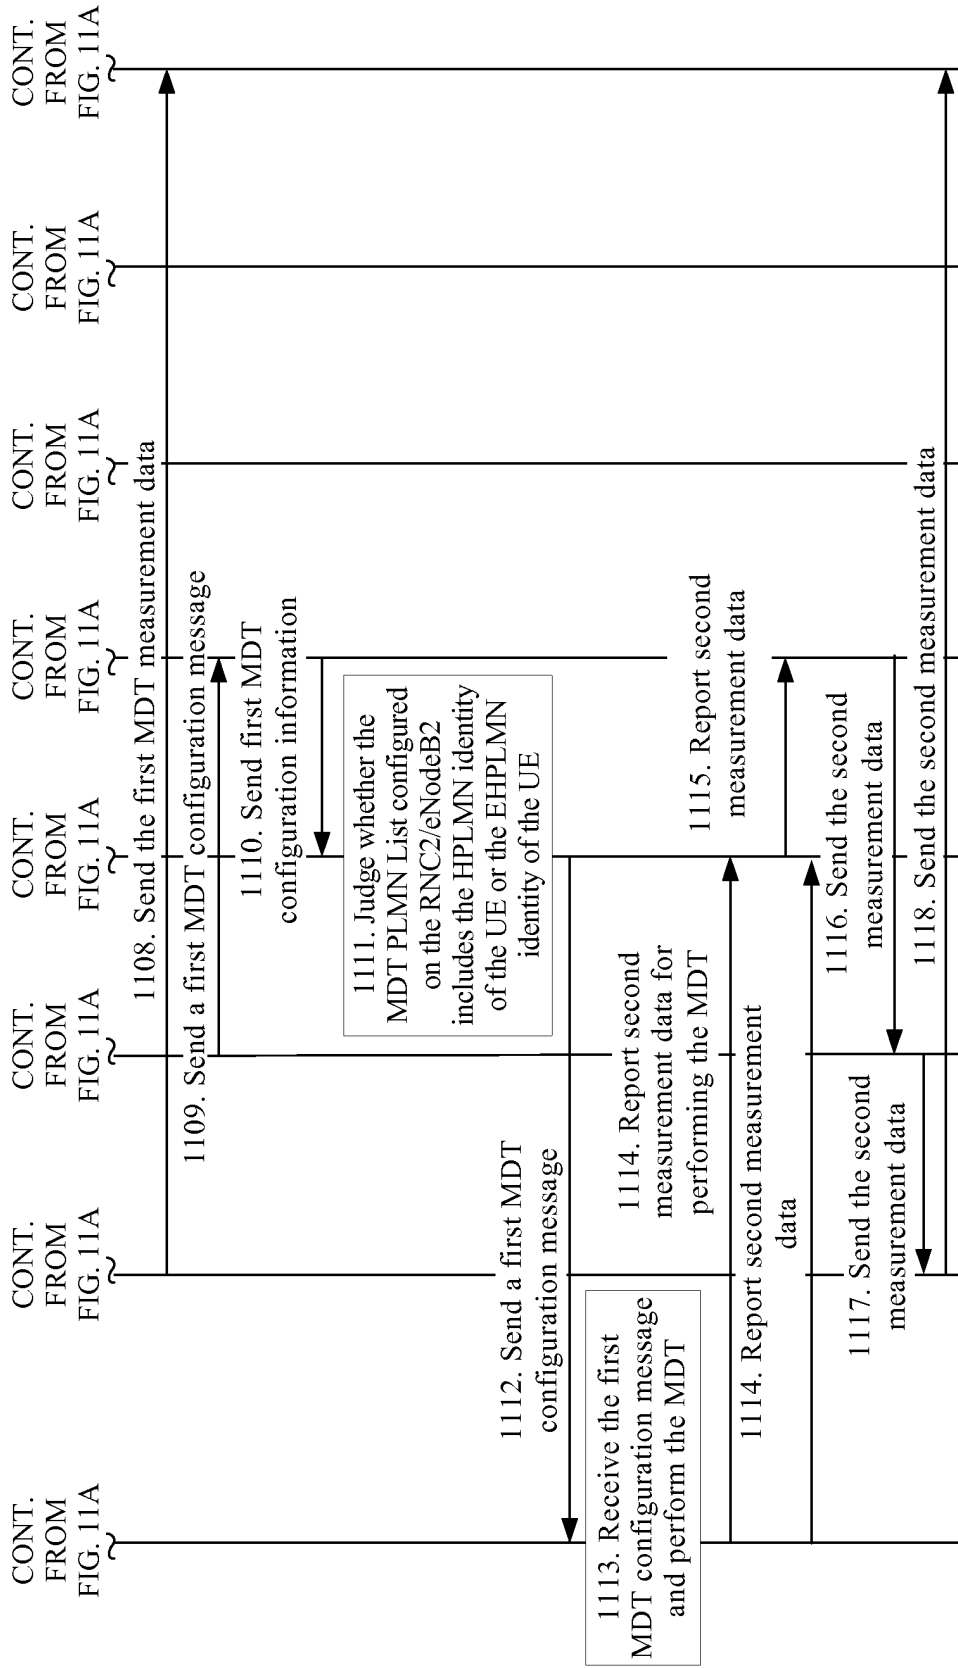 CONT.
FROM
FIG. 11A
CONT.
FROM
FIG. 11A
CONT.
FROM
FIG. 11A
CONT.
FROM
FIG. 11A
CONT.
FROM
FIG. 11A
CONT.
FROM
FIG. 11A
CONT.
FROM
FIG. 11A
CONT.
FROM
FIG. 11A
1108. Send the first MDT measurement data
1109. Send a first MDT configuration message
1110. Send first MDT
configuration information
1111. Judge whether the
MDT PLMN List configured
on the RNC2/eNodeB2
includes the HPLMN identity
of the UE or the EHPLMN
identity of the UE
1112. Send a first MDT
configuration message
1113. Receive the first
MDT configuration message
and perform the MDT
1114. Report second
measurement data for
performing the MDT
1114. Report second measurement
data
1115. Report second
measurement data
1116. Send the second
measurement data
1117. Send the second
measurement data
1118. Send the second measurement data